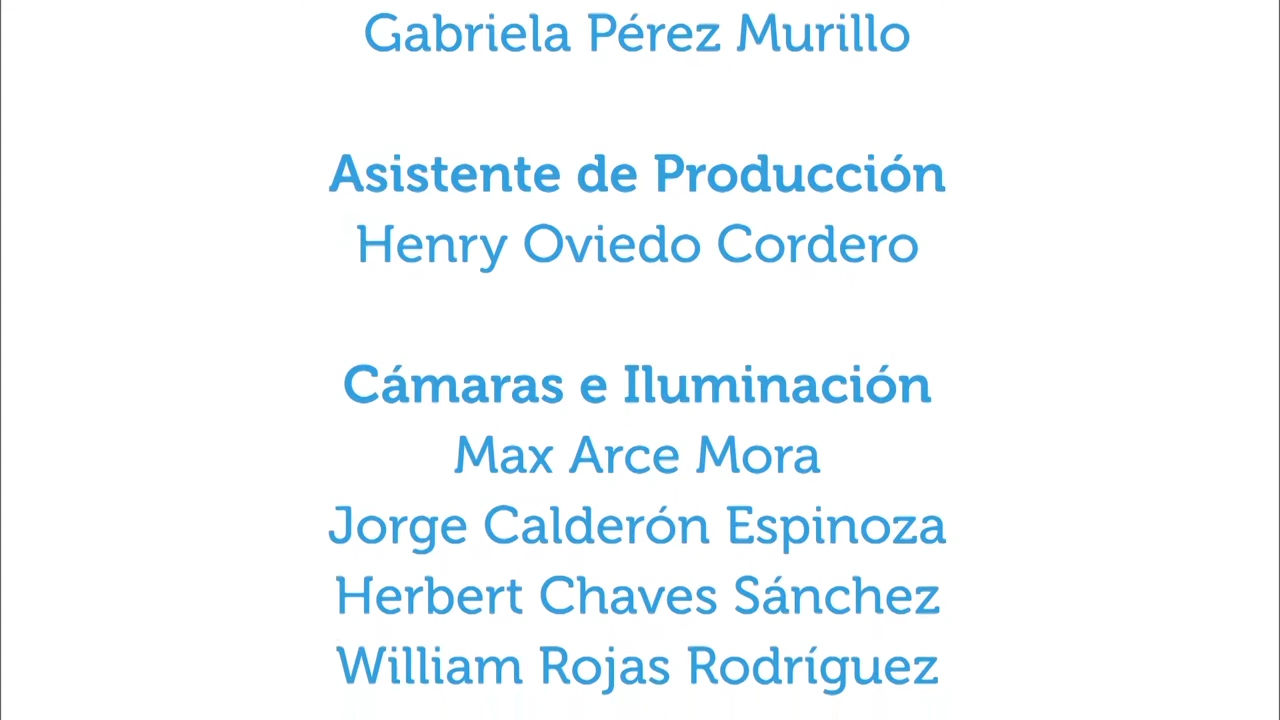 Gabriela Pérez Murillo
Asistente de Producción
Henry Oviedo Cordero
Cámaras e Iluminación
Max Arce Mora
Jorge Calderón Espinoza
Herbert Chaves Sánchez
William Rojas Rodríguez